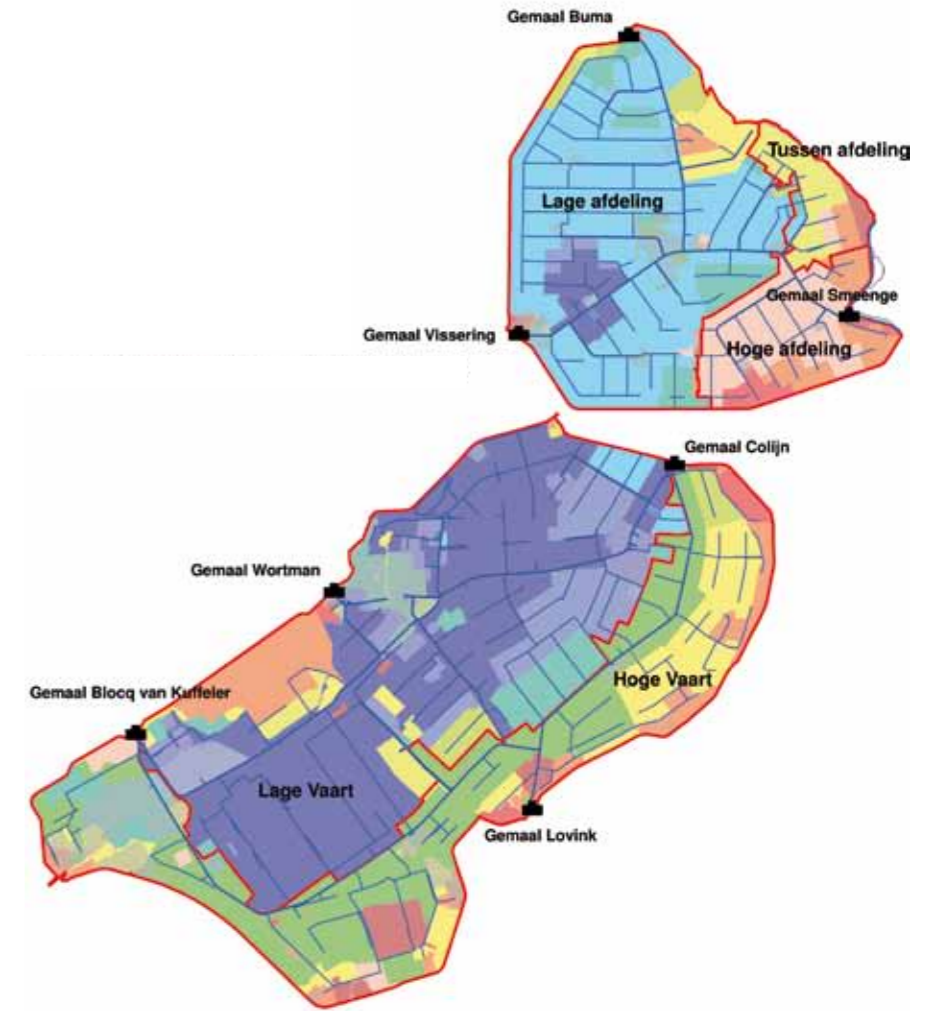 Gemaal Buma
Tussen afdeling
Lage afdeling
Gemaal Smeenge
Gemaal Vissering
Hoge afdeling
Gemaal Colijn
Gemaal Wortman
Hoge Vaart
Gemaal Blocq van Kuffeler
Lage Vaart
Gemaal Lovink